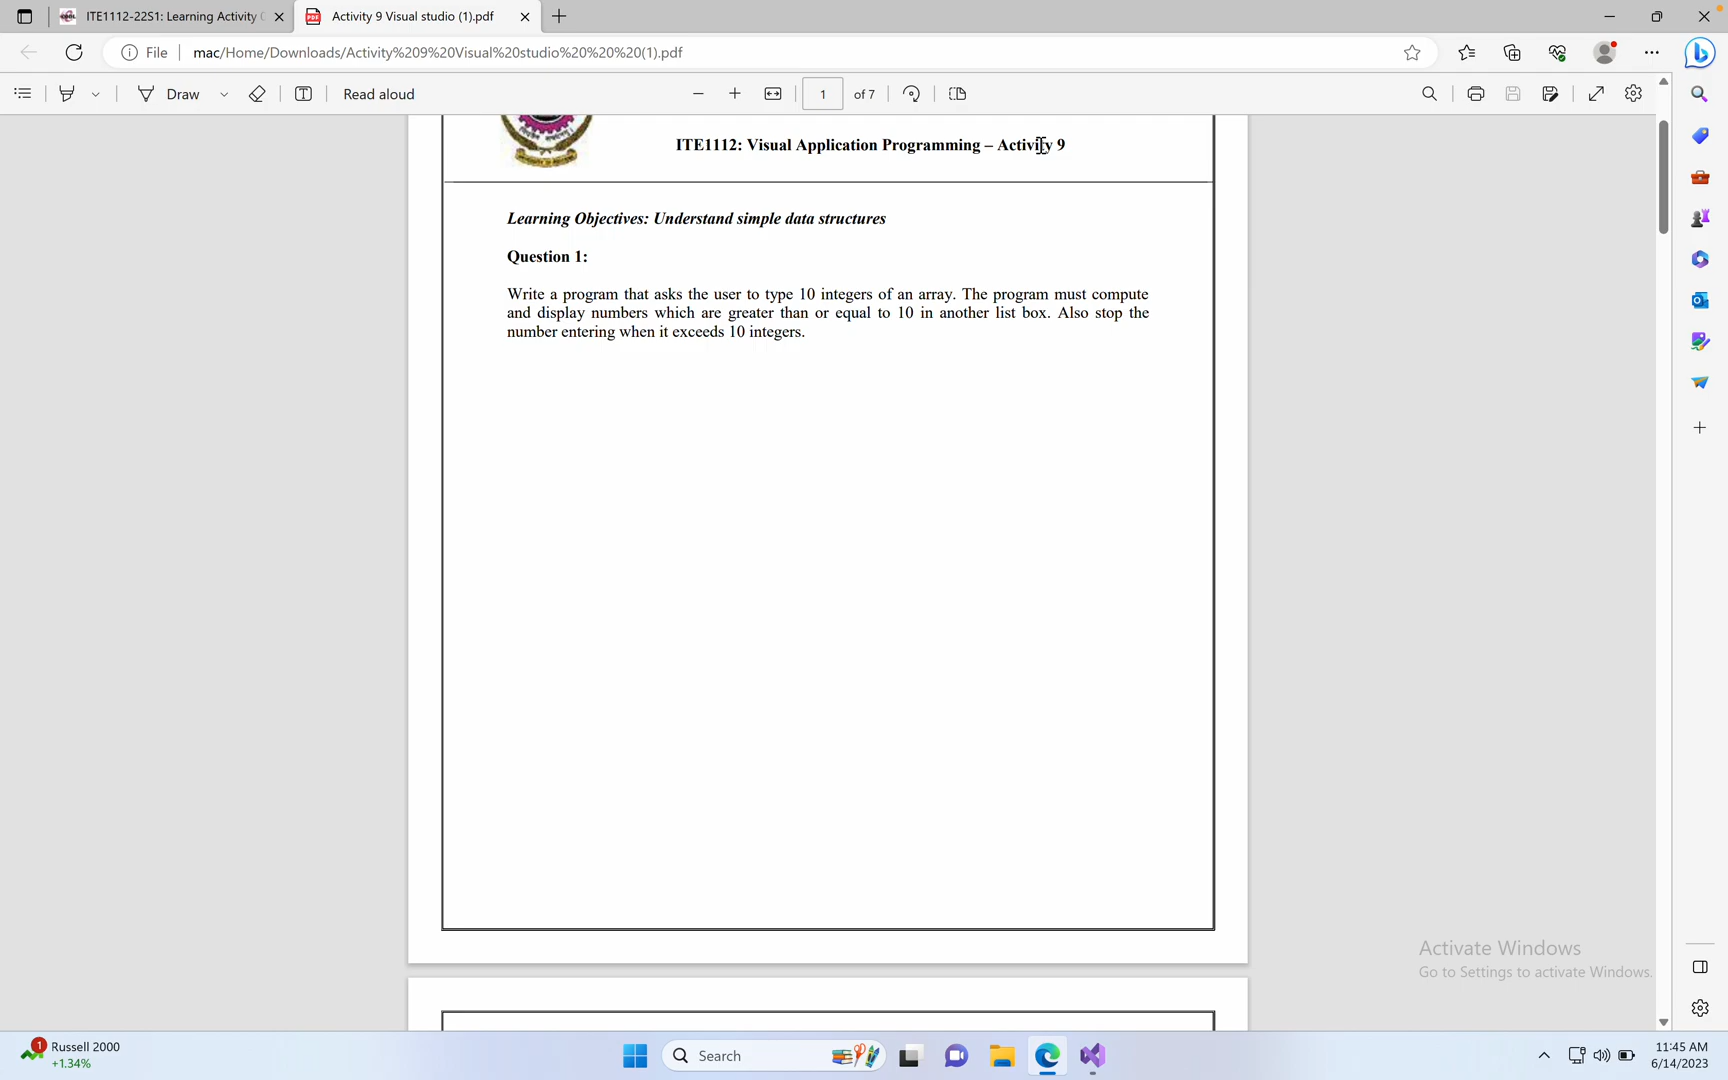 ITE1112-22S1: Learning Activity
Activity 9 Visual studio (1).pdf
File
mac/Home/Downloads/Activity%209%20Visual%20studio%20%20%20(1).pdf
Draw
Read aloud
1 of 7
ITE1112: Visual Application Programming – Activity 9
Learning Objectives: Understand simple data structures
Question 1:
Write a program that asks the user to type 10 integers of an array. The program must compute
and display numbers which are greater than or equal to 10 in another list box. Also stop the
number entering when it exceeds 10 integers.
Activate Windows
Go to Settings to activate Windows.
1
Russell 2000
+1.34%
Search
11:45 AM
6/14/2023